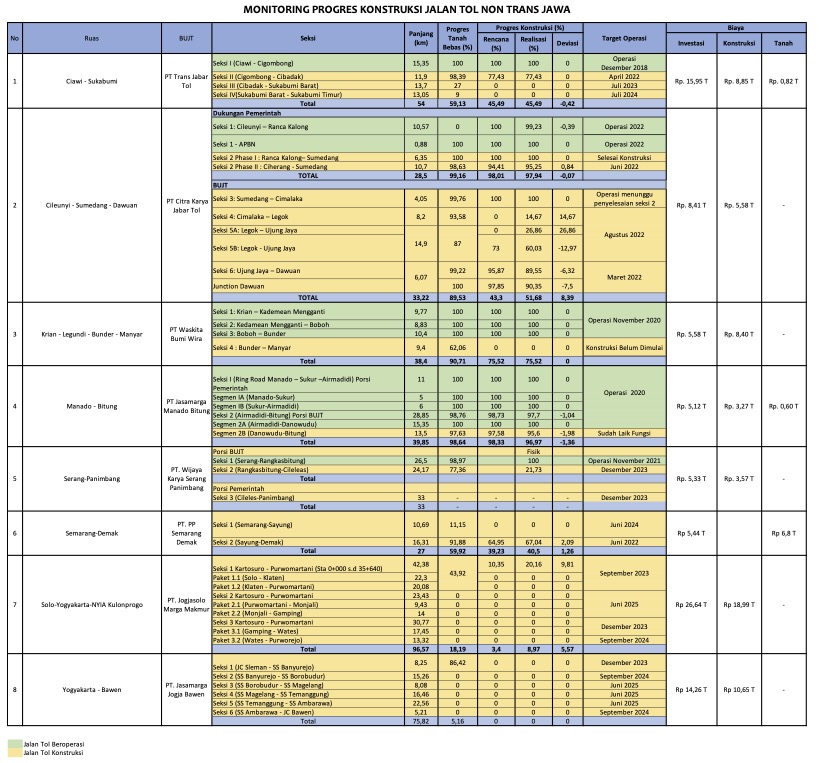 MONITORING PROGRES KONSTRUKSI JALAN TOL NON TRANS JAWA
No Ruas BUJT Seksi Panjang (km) Progres Tanah Bebas (%) Progres Konstruksi (%) Target Operasi Biaya
Rencana (%) Realisasi (%) Deviasi Investasi Konstruksi Tanah
1 Ciawi - Sukabumi PT Trans Jabar Tol Rp. 15,95 T Rp. 8,85 T Rp. 0,82 T
Seksi I (Ciawi - Cigombong) 15,35 100 100 100 0 Operasi Desember 2018
Seksi II (Cigombong - Cibadak) 11,9 98,39 77,43 77,43 0 April 2022
Seksi III (Cibadak - Sukabumi Barat) 13,7 27 0 0 0 Juli 2023
Seksi IV(Sukabumi Barat - Sukabumi Timur) 13,05 9 0 0 0 Juli 2024
Total 54 59,13 45,49 45,49 -0,42
2 Cileunyi - Sumedang - Dawuan PT Citra Karya Jabar Tol Rp. 8,41 T Rp. 5,58 T -
Dukungan Pemerintah
Seksi 1: Cileunyi – Ranca Kalong 10,57 0 100 99,23 -0,39 Operasi 2022
Seksi 1 - APBN 0,88 100 100 100 0 Operasi 2022
Seksi 2 Phase I : Ranca Kalong– Sumedang 6,35 100 100 100 0 Selesai Konstruksi
Seksi 2 Phase II : Ciherang - Sumedang 10,7 98,63 94,41 95,25 0,84 Juni 2022
TOTAL 28,5 99,16 98,01 97,94 -0,07
BUJT
Seksi 3: Sumedang – Cimalaka 4,05 99,76 100 100 0 Operasi menunggu penyelesaian seksi 2
Seksi 4: Cimalaka – Legok 8,2 93,58 0 14,67 14,67 Agustus 2022
Seksi 5A: Legok – Ujung Jaya 14,9 87 0 26,86 26,86
Seksi 5B: Legok - Ujung Jaya 73 60,03 -12,97
Seksi 6: Ujung Jaya – Dawuan 6,07 99,22 95,87 89,55 -6,32 Maret 2022
Junction Dawuan 100 97,85 90,35 -7,5
TOTAL 33,22 89,53 43,3 51,68 8,39
3 Krian - Legundi - Bunder - Manyar PT Waskita Bumi Wira Rp. 5,58 T Rp. 8,40 T -
Seksi 1: Krian – Kademean Mengganti 9,77 100 100 100 0 Operasi November 2020
Seksi 2: Kedamean Mengganti – Boboh 8,83 100 100 100 0
Seksi 3: Boboh – Bunder 10,4 100 100 100 0
Seksi 4 : Bunder – Manyar 9,4 62,06 0 0 0 Konstruksi Belum Dimulai
Total 38,4 90,71 75,52 75,52 0
4 Manado - Bitung PT Jasamarga Manado Bitung Rp. 5,12 T Rp. 3,27 T Rp. 0,60 T
Seksi I (Ring Road Manado – Sukur –Airmadidi) Porsi Pemerintah 11 100 100 100 0 Operasi 2020
Segmen IA (Manado-Sukur) 5 100 100 100 0
Segmen IB (Sukur-Airmadidi) 6 100 100 100 0
Seksi 2 (Airmadidi-Bitung) Porsi BUJT 28,85 98,76 98,73 97,7 -1,04
Segmen 2A (Airmadidi-Danowudu) 15,35 100 100 100 0
Segmen 2B (Danowudu-Bitung) 13,5 97,63 97,58 95,6 -1,98 Sudah Laik Fungsi
Total 39,85 98,64 98,33 96,97 -1,36
5 Serang-Panimbang PT. Wijaya Karya Serang Panimbang Rp. 5,33 T Rp. 3,57 T -
Porsi BUJT Fisik
Seksi 1 (Serang-Rangkasbitung) 26,5 98,97 100 Operasi November 2021
Seksi 2 (Rangkasbitung-Cileleas) 24,17 77,36 21,73 Desember 2023
Total
Porsi Pemerintah
Seksi 3 (Cileles-Panimbang) 33 - - - - Desember 2023
Total 33 - - - -
6 Semarang-Demak PT. PP Semarang Demak Rp 5,44 T Rp 6,8 T
Seksi 1 (Semarang-Sayung) 10,69 11,15 0 0 0 Juni 2024
Seksi 2 (Sayung-Demak) 16,31 91,88 64,95 67,04 2,09 Juni 2022
Total 27 59,92 39,23 40,5 1,26
7 Solo-Yogyakarta-NYIA Kulonprogo PT. Jogjasolo Marga Makmur Rp 26,64 T Rp 18,99 T -
Seksi 1 Kartosuro - Purwomartani (Sta 0+000 s.d 35+640) 42,38 43,92 10,35 20,16 9,81 September 2023
Paket 1.1 (Solo - Klaten) 22,3 0 0 0
Paket 1.2 (Klaten - Purwomartani) 20,08 0 0 0
Seksi 2 Kartosuro - Purwomartani 23,43 0 0 0 0 Juni 2025
Paket 2.1 (Purwomartani - Monjali) 9,43 0 0 0 0
Paket 2.2 (Monjali - Gamping) 14 0 0 0 0
Seksi 3 Kartosuro - Purwomartani 30,77 0 0 0 0 Desember 2023
Paket 3.1 (Gamping - Wates) 17,45 0 0 0 0
Paket 3.2 (Wates - Purworejo) 13,32 0 0 0 0 September 2024
Total 96,57 18,19 3,4 8,97 5,57
8 Yogyakarta - Bawen PT. Jasamarga Jogja Bawen Rp 14,26 T Rp 10,65 T -
Seksi 1 (JC Sleman - SS Banyurejo) 8,25 86,42 0 0 0 Desember 2023
Seksi 2 (SS Banyurejo - SS Borobudur) 15,26 0 0 0 0 September 2024
Seksi 3 (SS Borobudur - SS Magelang) 8,08 0 0 0 0 Juni 2025
Seksi 4 (SS Magelang - SS Temanggung) 16,46 0 0 0 0 Juni 2025
Seksi 5 (SS Temanggung - SS Ambarawa) 22,56 0 0 0 0 Juni 2025
Seksi 6 (SS Ambarawa - JC Bawen) 5,21 0 0 0 0 September 2024
Total 75,82 5,16 0 0 0
Jalan Tol Beroperasi
Jalan Tol Konstruksi